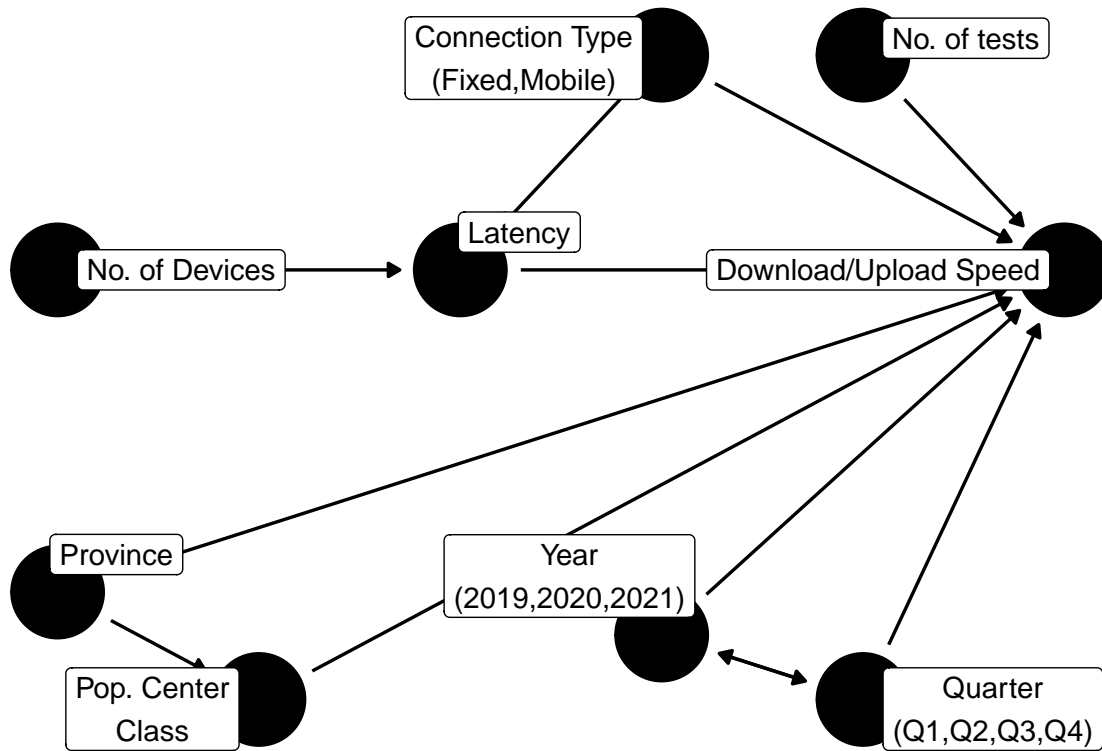 Connection Type
(Fixed,Mobile)
No. of tests
Latency
No. of Devices
Download/Upload Speed
Province
Year
(2019,2020,2021)
Pop. Center
Class
Quarter
(Q1,Q2,Q3,Q4)